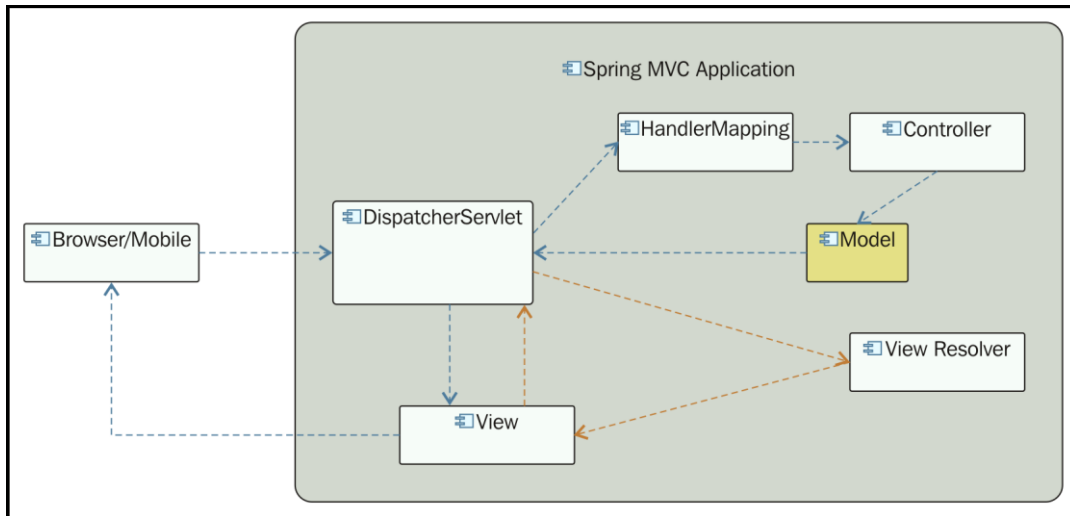 Spring MVC Application
HandlerMapping
Controller
DispatcherServlet
Browser/Mobile
Model
View Resolver
View